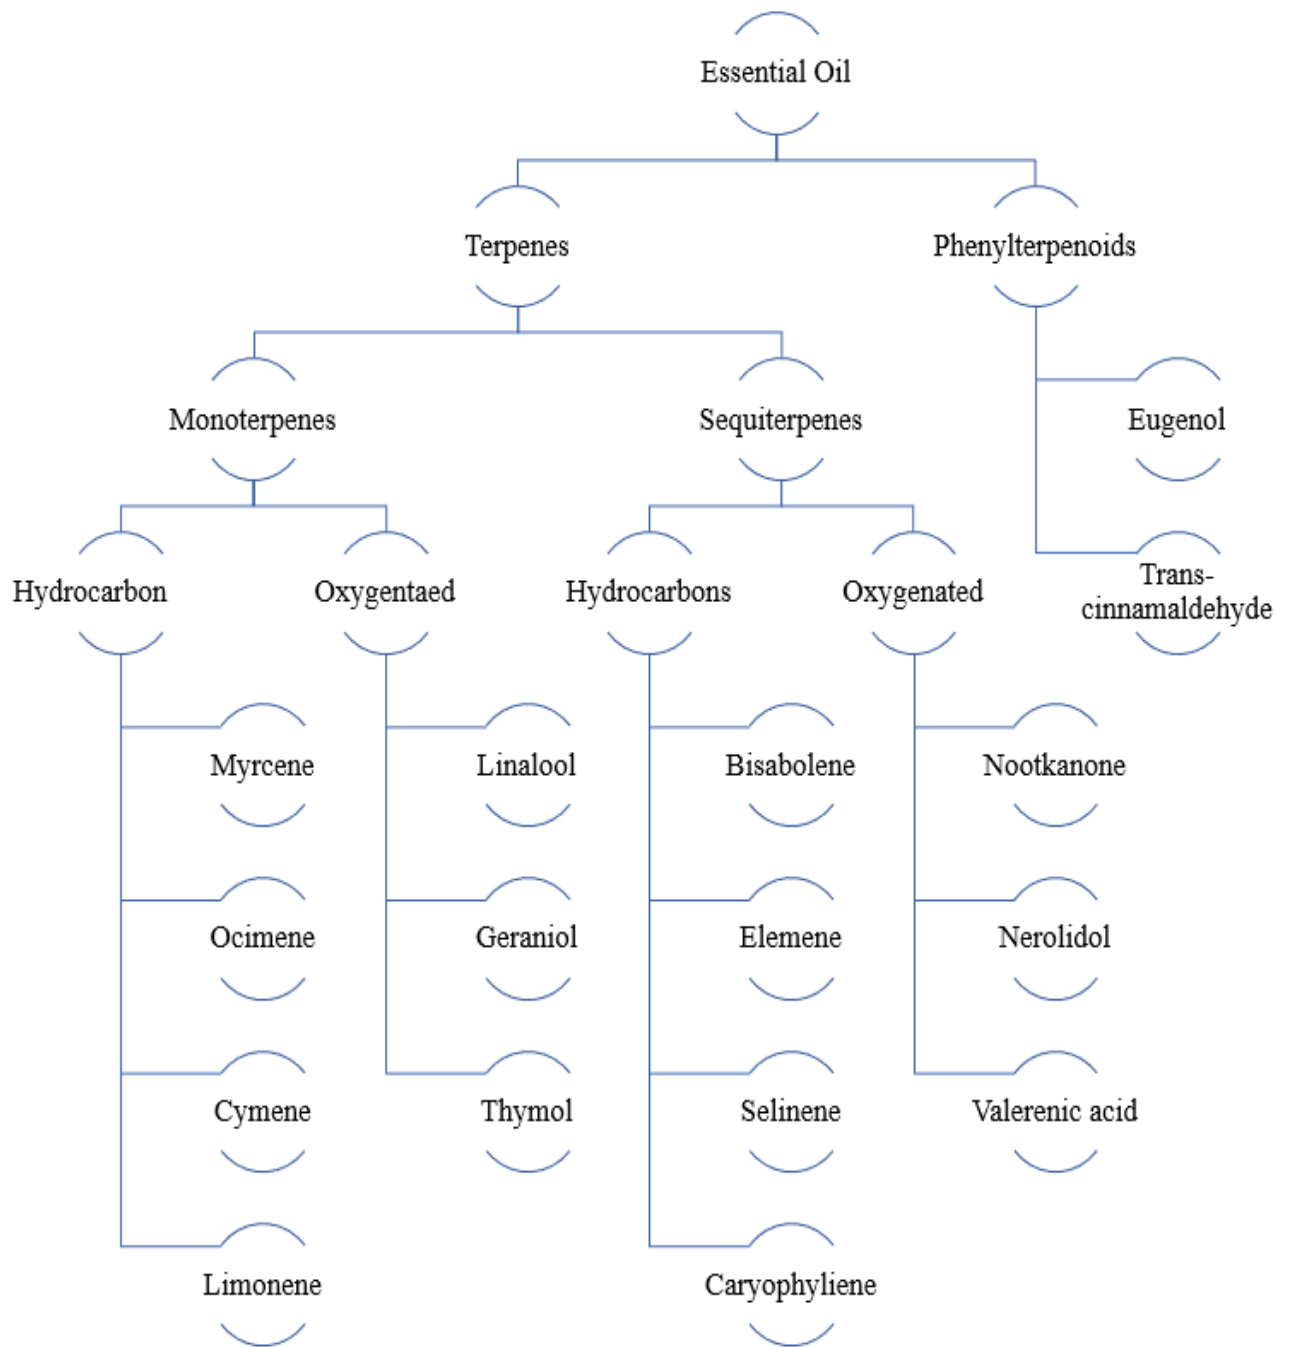 Essential Oil
Terpenes
Phenylterpenoids
Monoterpenes
Sequiterpenes
Eugenol
Hydrocarbon
Oxygentaed
Hydrocarbons
Oxygenated
Trans-
cinnamaldehyde
Myrcene
Linalool
Bisabolene
Nootkanone
Ocimene
Geraniol
Elemene
Nerolidol
Cymene
Thymol
Selinene
Valerenic acid
Limonene
Caryophyliene